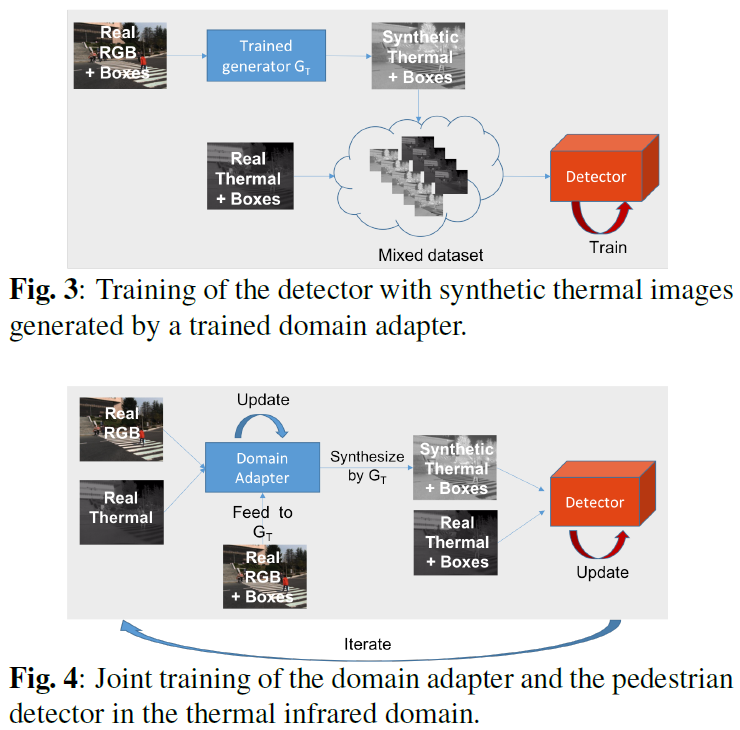 Real
RGB
+ Boxes
Trained
generator G_T
Synthetic
Thermal
+ Boxes
Real
Thermal
+ Boxes
Detector
Mixed dataset
Train
Fig. 3: Training of the detector with synthetic thermal images
generated by a trained domain adapter.
Real
RGB
Update
Domain
Adapter
Synthesize
by G_T
Synthetic
Thermal
+ Boxes
Real
Thermal
Detector
Feed to
G_T
Real
Thermal
+ Boxes
Real
RGB
+ Boxes
Update
Iterate
Fig. 4: Joint training of the domain adapter and the pedestrian
detector in the thermal infrared domain.